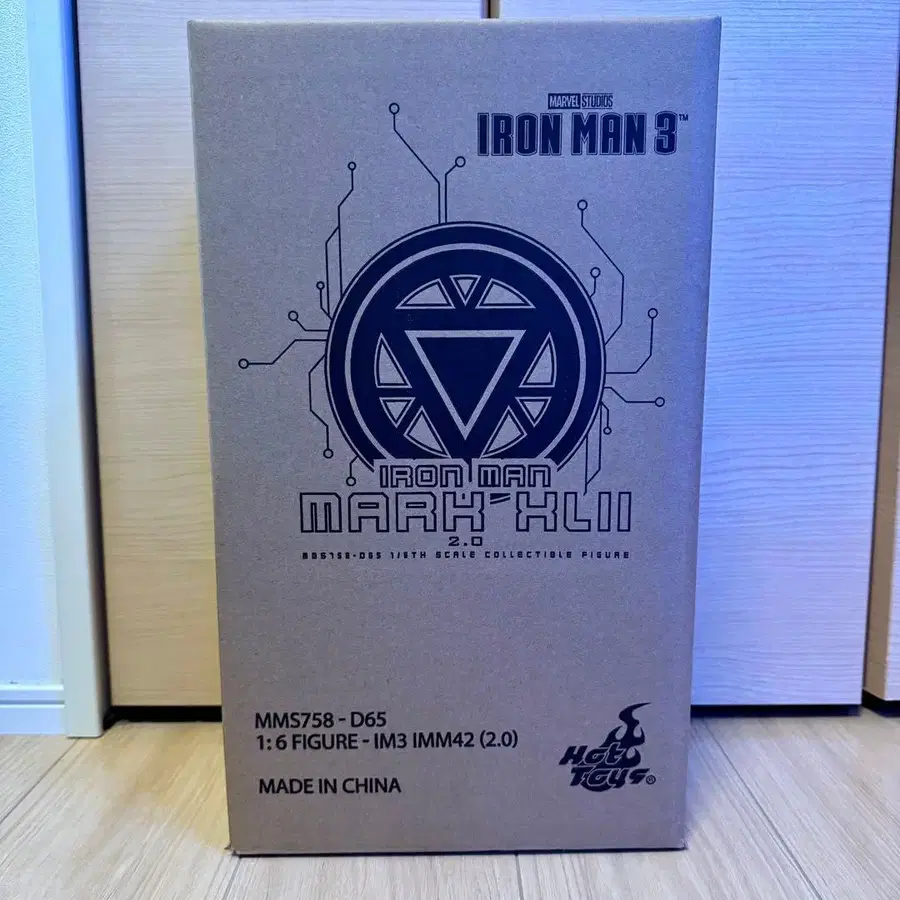 MARVEL STUDIOS
IRON MAN 3™
IRON MAN
MARK XLII
2.0
MMS758-D65 1/6TH SCALE COLLECTIBLE FIGURE
MMS758 - D65
1: 6 FIGURE - IM3 IMM42 (2.0)
MADE IN CHINA
Hot
Toys®